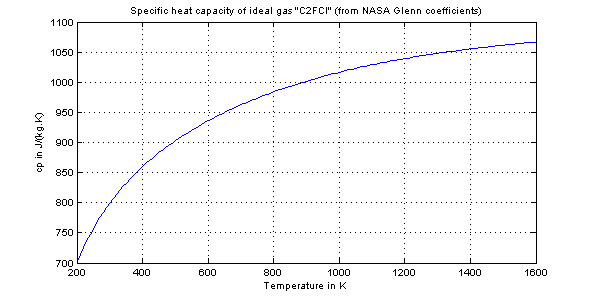 Specific heat capacity of ideal gas "C2FCl" (from NASA Glenn coefficients)
1100
1050
1000
950
900
850
800
750
700
cp in J/(kg.K)
200 400 600 800 1000 1200 1400 1600
Temperature in K